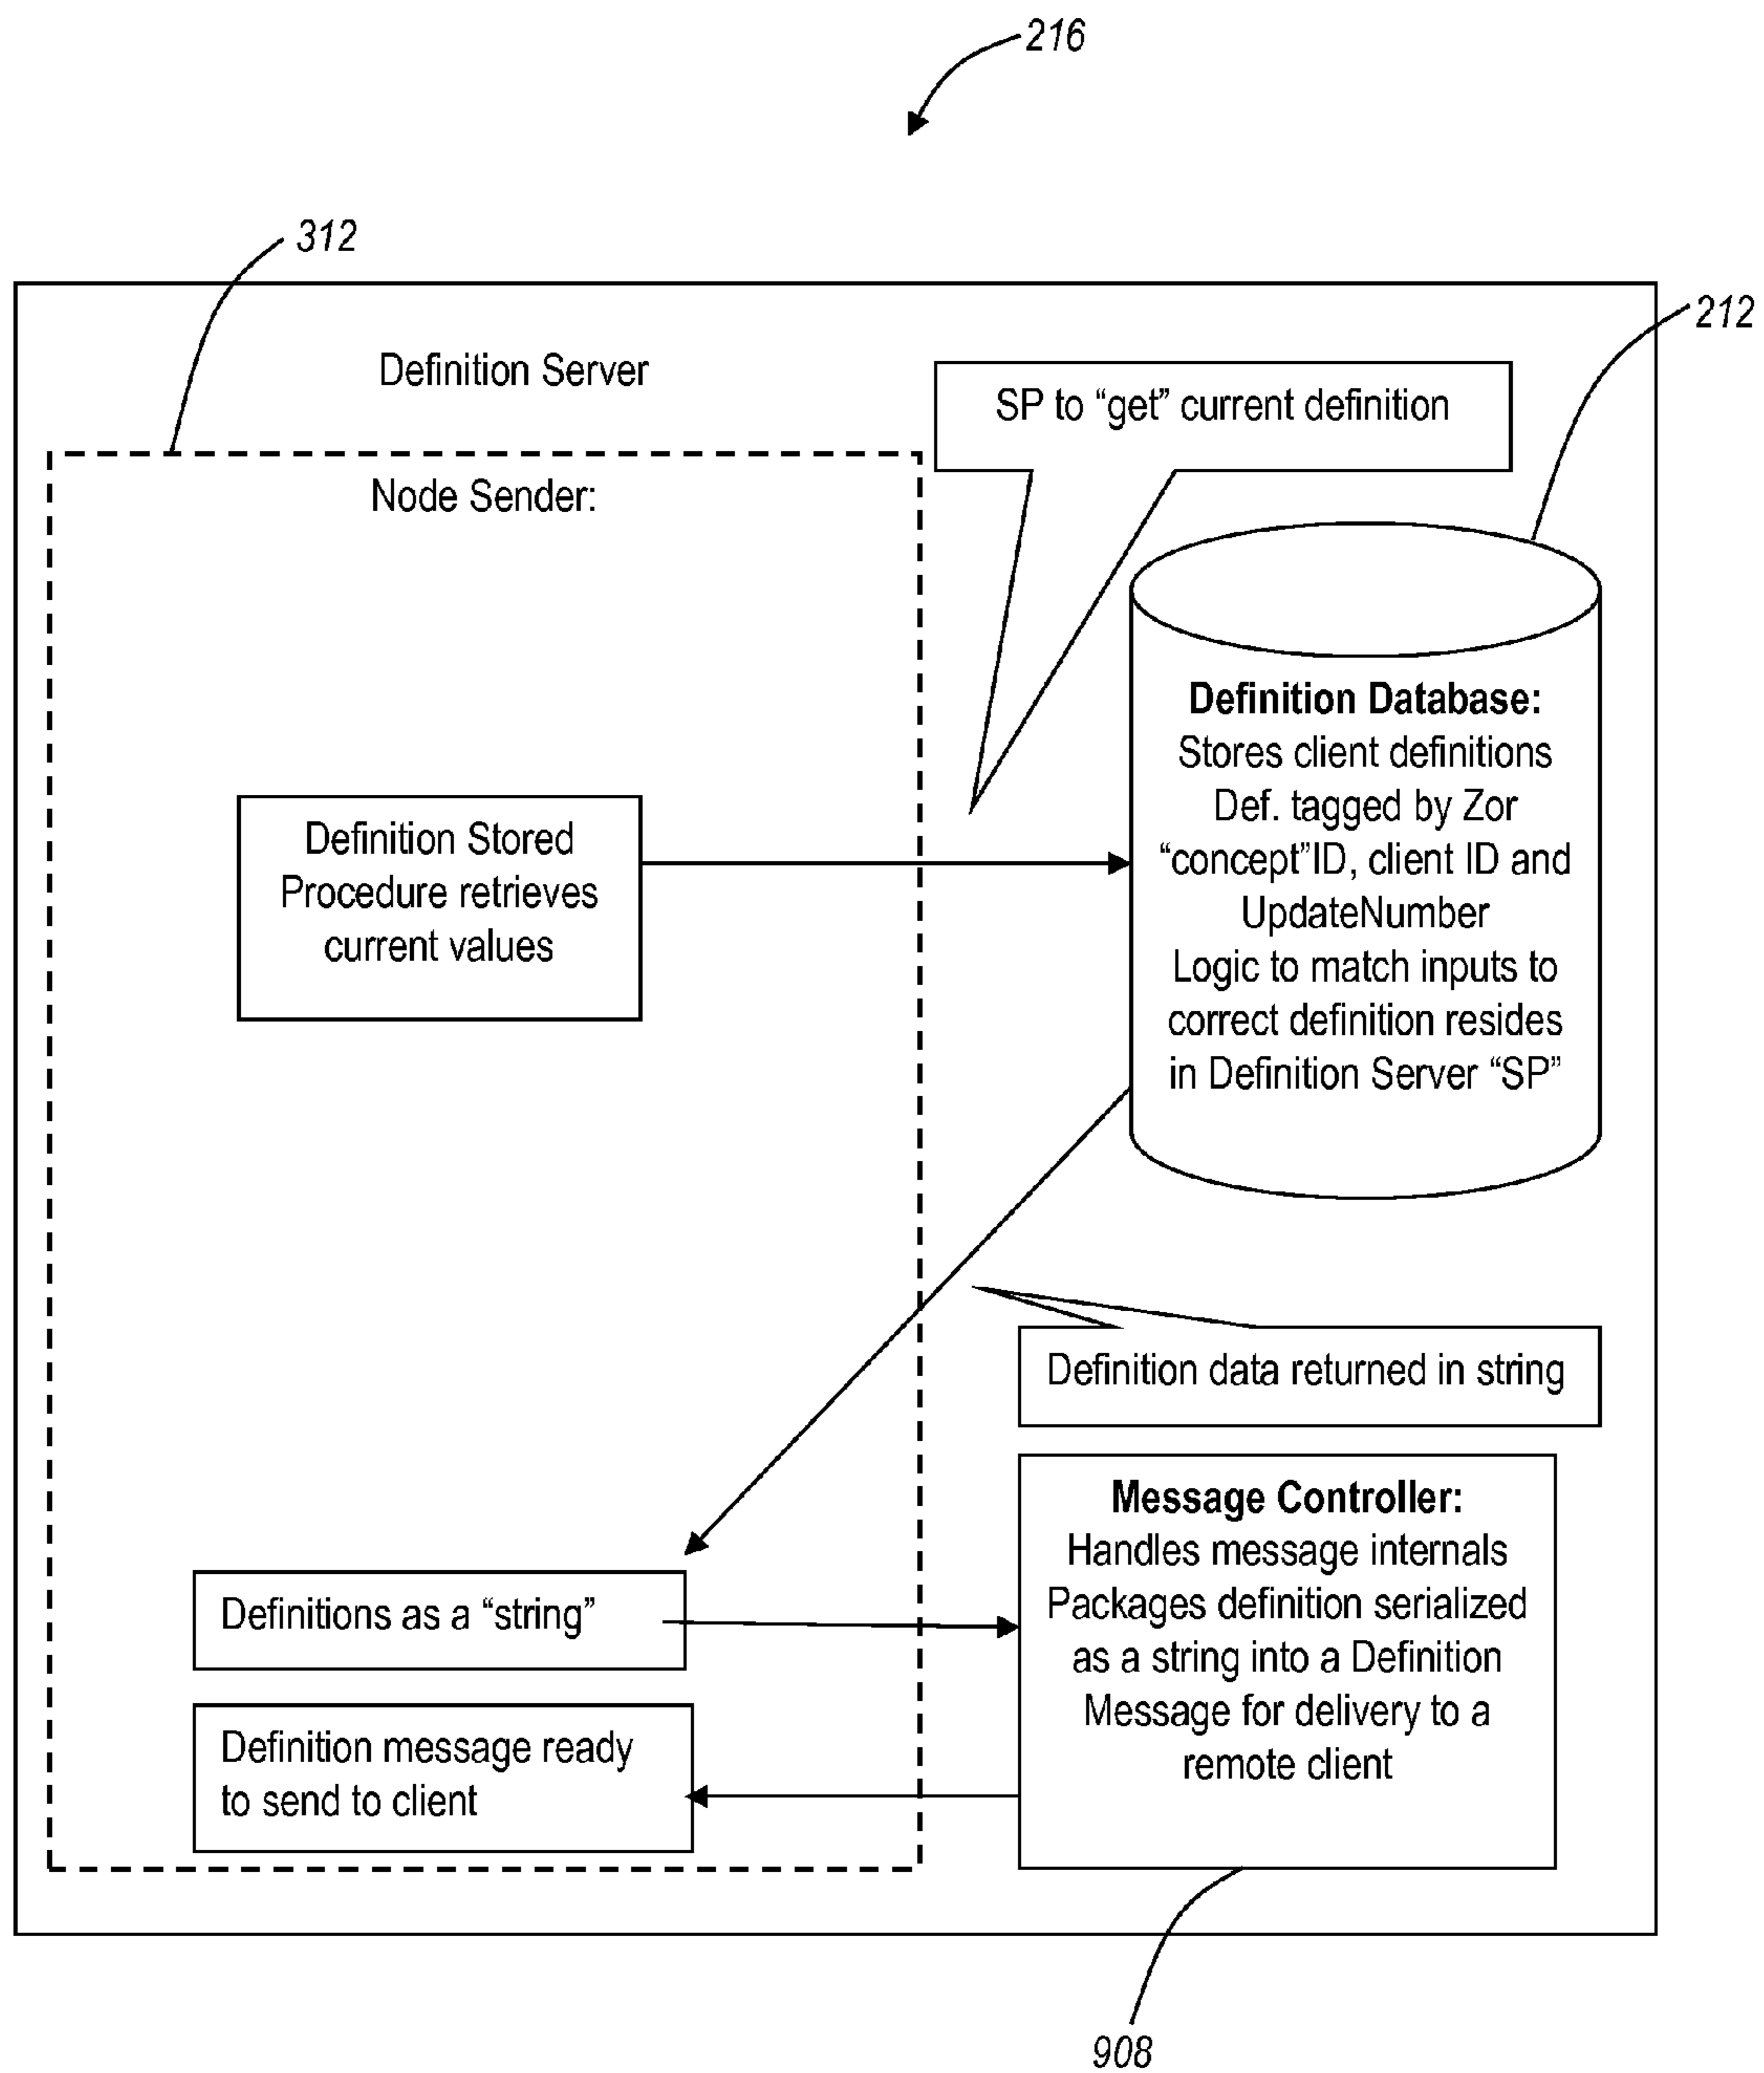 216
312
212
Definition Server
SP to “get” current definition
Node Sender:
Definition Database:
Stores client definitions
Def. tagged by Zor
“concept”ID, client ID and
UpdateNumber
Logic to match inputs to
correct definition resides
in Definition Server “SP”
Definition Stored
Procedure retrieves
current values
Definition data returned in string
Message Controller:
Handles message internals
Packages definition serialized
as a string into a Definition
Message for delivery to a
remote client
Definitions as a “string”
Definition message ready
to send to client
908